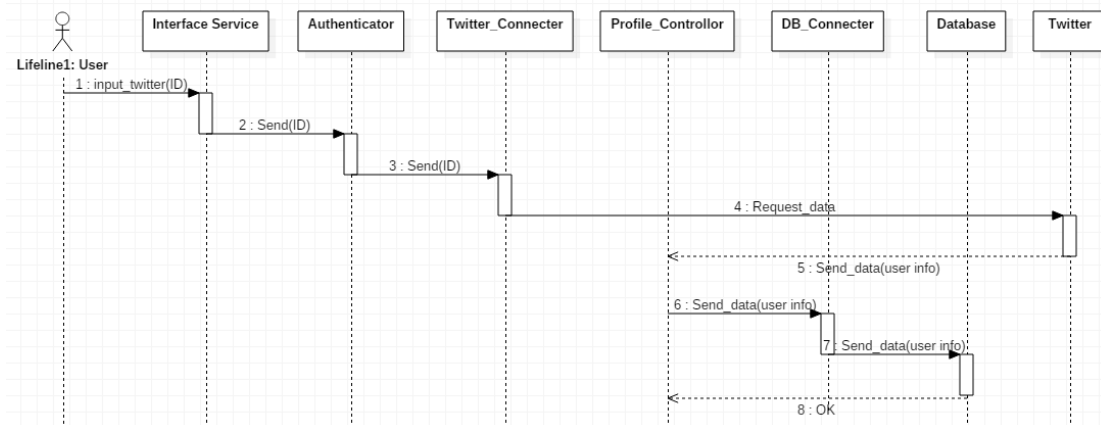 Interface Service
Authenticator
Twitter_Connecter
Profile_Controllor
DB_Connecter
Database
Twitter
Lifeline1: User
1 : input_twitter(ID)
2 : Send(ID)
3 : Send(ID)
4 : Request_data
5 : Send_data(user info)
6 : Send_data(user info)
7 : Send_data(user info)
8 : OK